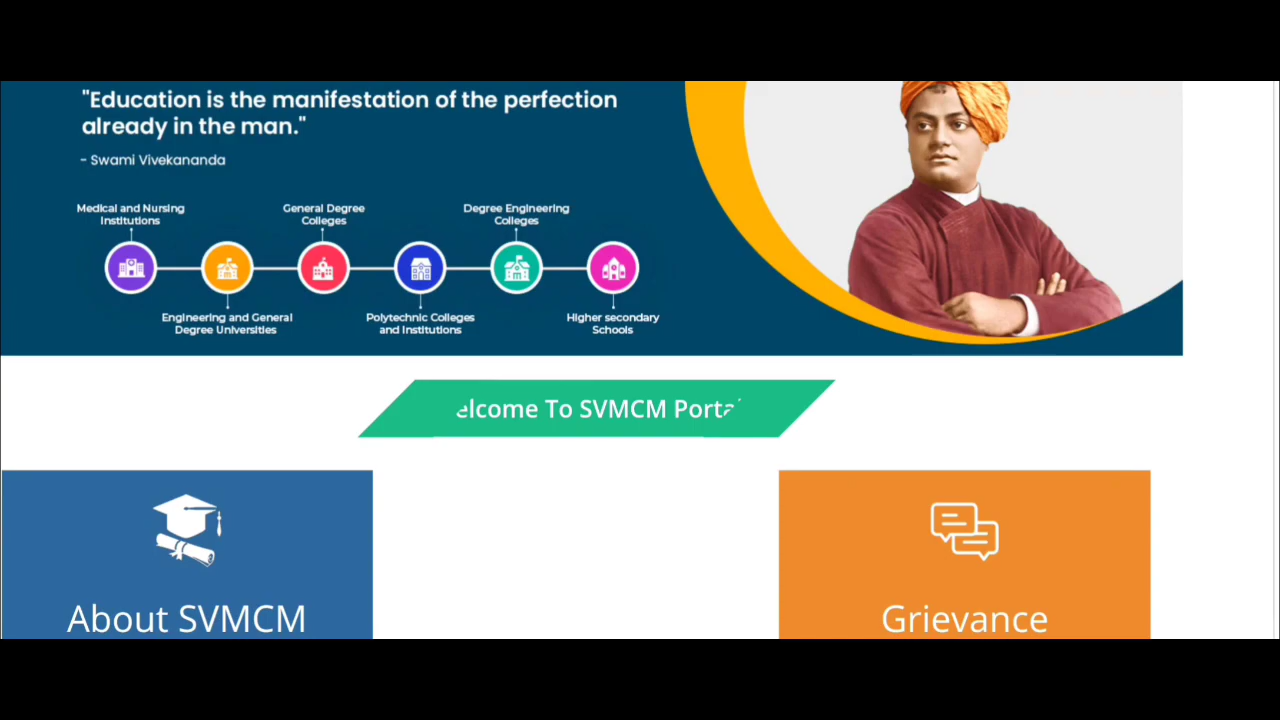 "Education is the manifestation of the perfection
already in the man."
- Swami Vivekananda
Medical and Nursing
Institutions
General Degree
Colleges
Degree Engineering
Colleges
Engineering and General
Degree Universities
Polytechnic Colleges
and Institutions
Higher secondary
Schools
elcome To SVMCM Porta
About SVMCM
Grievance